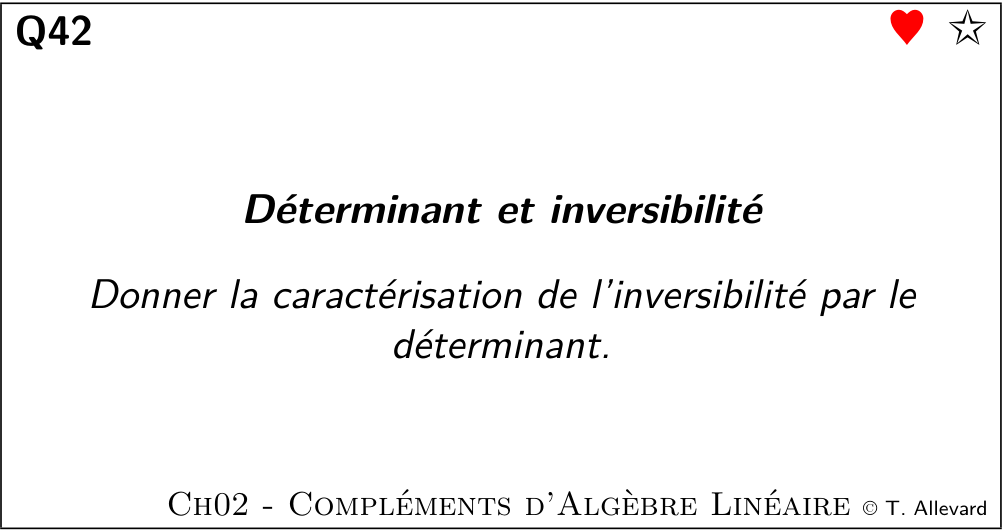 Q42
Déterminant et inversibilité
Donner la caractérisation de l'inversibilité par le
déterminant.
Ch02 - Compléments d'Algèbre Linéaire © T. Allevard